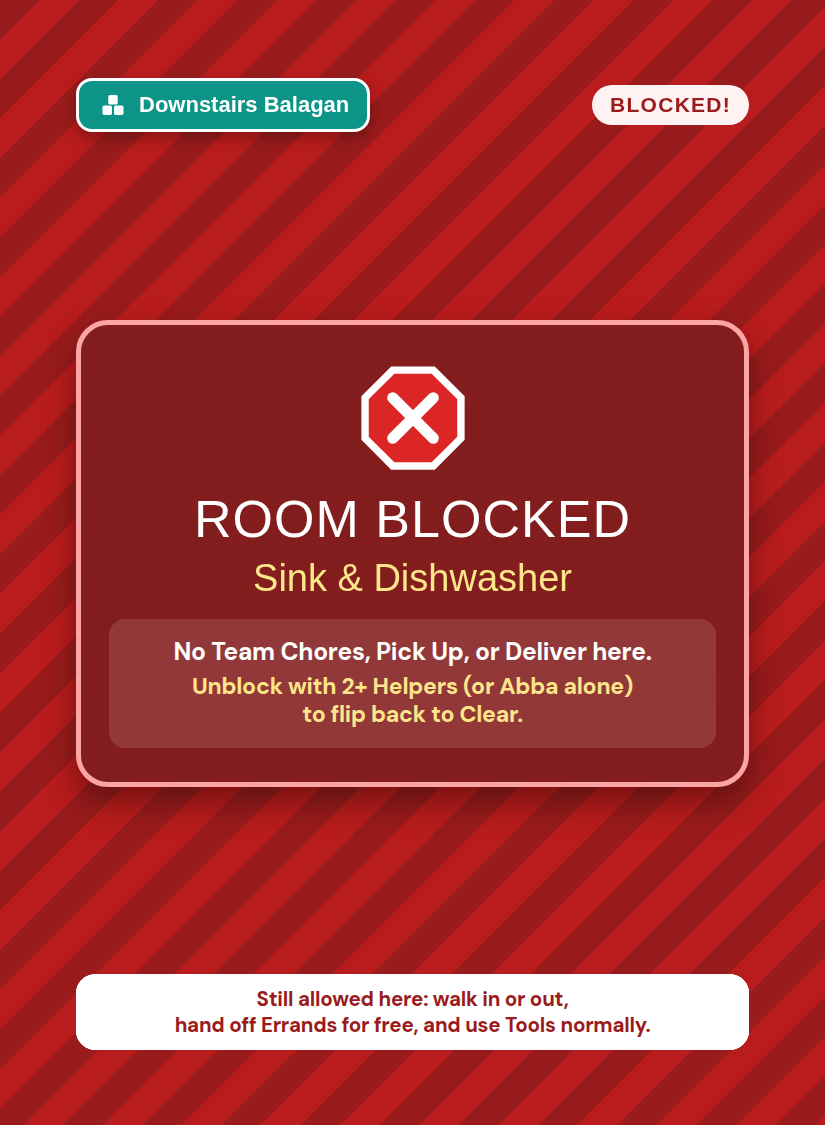 Downstairs Balagan
BLOCKED!
ROOM BLOCKED
Sink & Dishwasher
No Team Chores, Pick Up, or Deliver here.
Unblock with 2+ Helpers (or Abba alone)
to flip back to Clear.
Still allowed here: walk in or out,
hand off Errands for free, and use Tools normally.